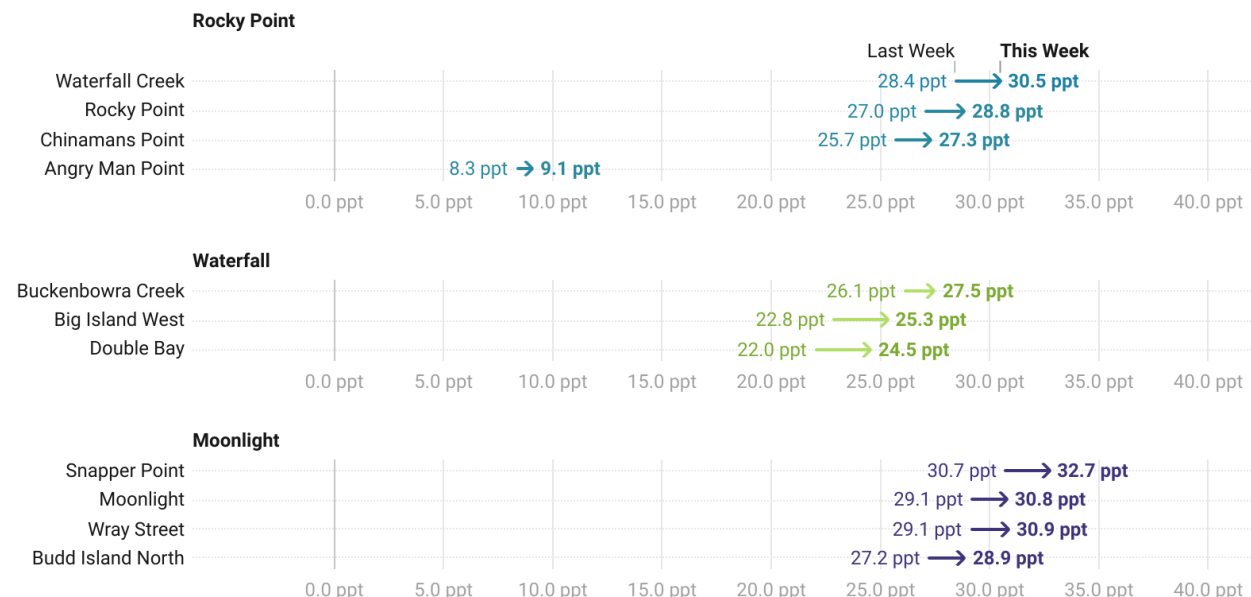 Rocky Point
Last Week This Week
Waterfall Creek 28.4 ppt 30.5 ppt
Rocky Point 27.0 ppt 28.8 ppt
Chinamans Point 25.7 ppt 27.3 ppt
Angry Man Point 8.3 ppt 9.1 ppt
0.0 ppt 5.0 ppt 10.0 ppt 15.0 ppt 20.0 ppt 25.0 ppt 30.0 ppt 35.0 ppt 40.0 ppt
Waterfall
Buckenbowra Creek 26.1 ppt 27.5 ppt
Big Island West 22.8 ppt 25.3 ppt
Double Bay 22.0 ppt 24.5 ppt
0.0 ppt 5.0 ppt 10.0 ppt 15.0 ppt 20.0 ppt 25.0 ppt 30.0 ppt 35.0 ppt 40.0 ppt
Moonlight
Snapper Point 30.7 ppt 32.7 ppt
Moonlight 29.1 ppt 30.8 ppt
Wray Street 29.1 ppt 30.9 ppt
Budd Island North 27.2 ppt 28.9 ppt
0.0 ppt 5.0 ppt 10.0 ppt 15.0 ppt 20.0 ppt 25.0 ppt 30.0 ppt 35.0 ppt 40.0 ppt